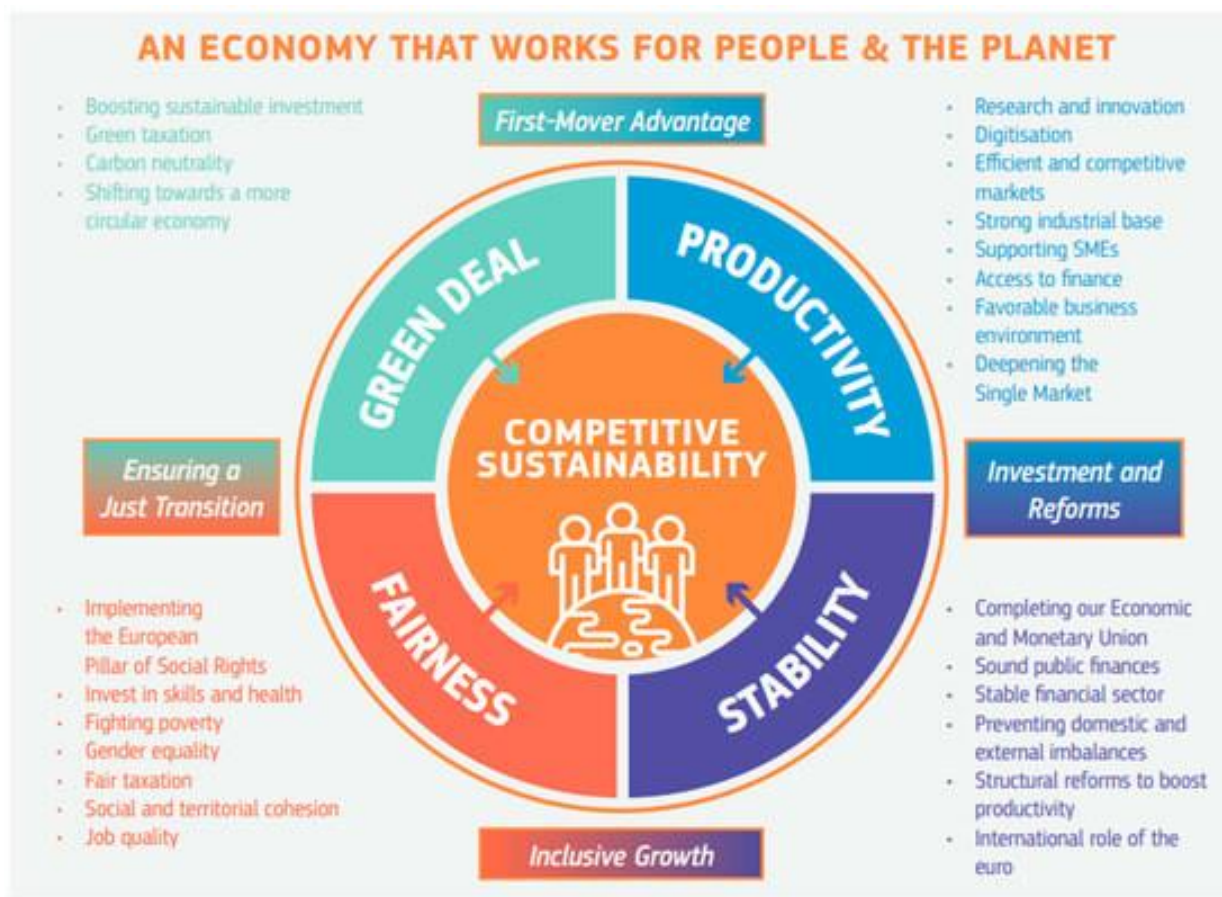 AN ECONOMY THAT WORKS FOR PEOPLE & THE PLANET
• Boosting sustainable investment
• Green taxation
• Carbon neutrality
• Shifting towards a more
circular economy
First-Mover Advantage
• Research and innovation
• Digitisation
• Efficient and competitive
markets
• Strong industrial base
• Supporting SMEs
• Access to finance
• Favorable business
environment
• Deepening the
Single Market
GREEN DEAL
PRODUCTIVITY
COMPETITIVE
SUSTAINABILITY
Ensuring a
Just Transition
Investment and
Reforms
FAIRNESS
STABILITY
• Implementing
the European
Pillar of Social Rights
• Invest in skills and health
• Fighting poverty
• Gender equality
• Fair taxation
• Social and territorial cohesion
• Job quality
• Completing our Economic
and Monetary Union
• Sound public finances
• Stable financial sector
• Preventing domestic and
external imbalances
• Structural reforms to boost
productivity
• International role of the
euro
Inclusive Growth